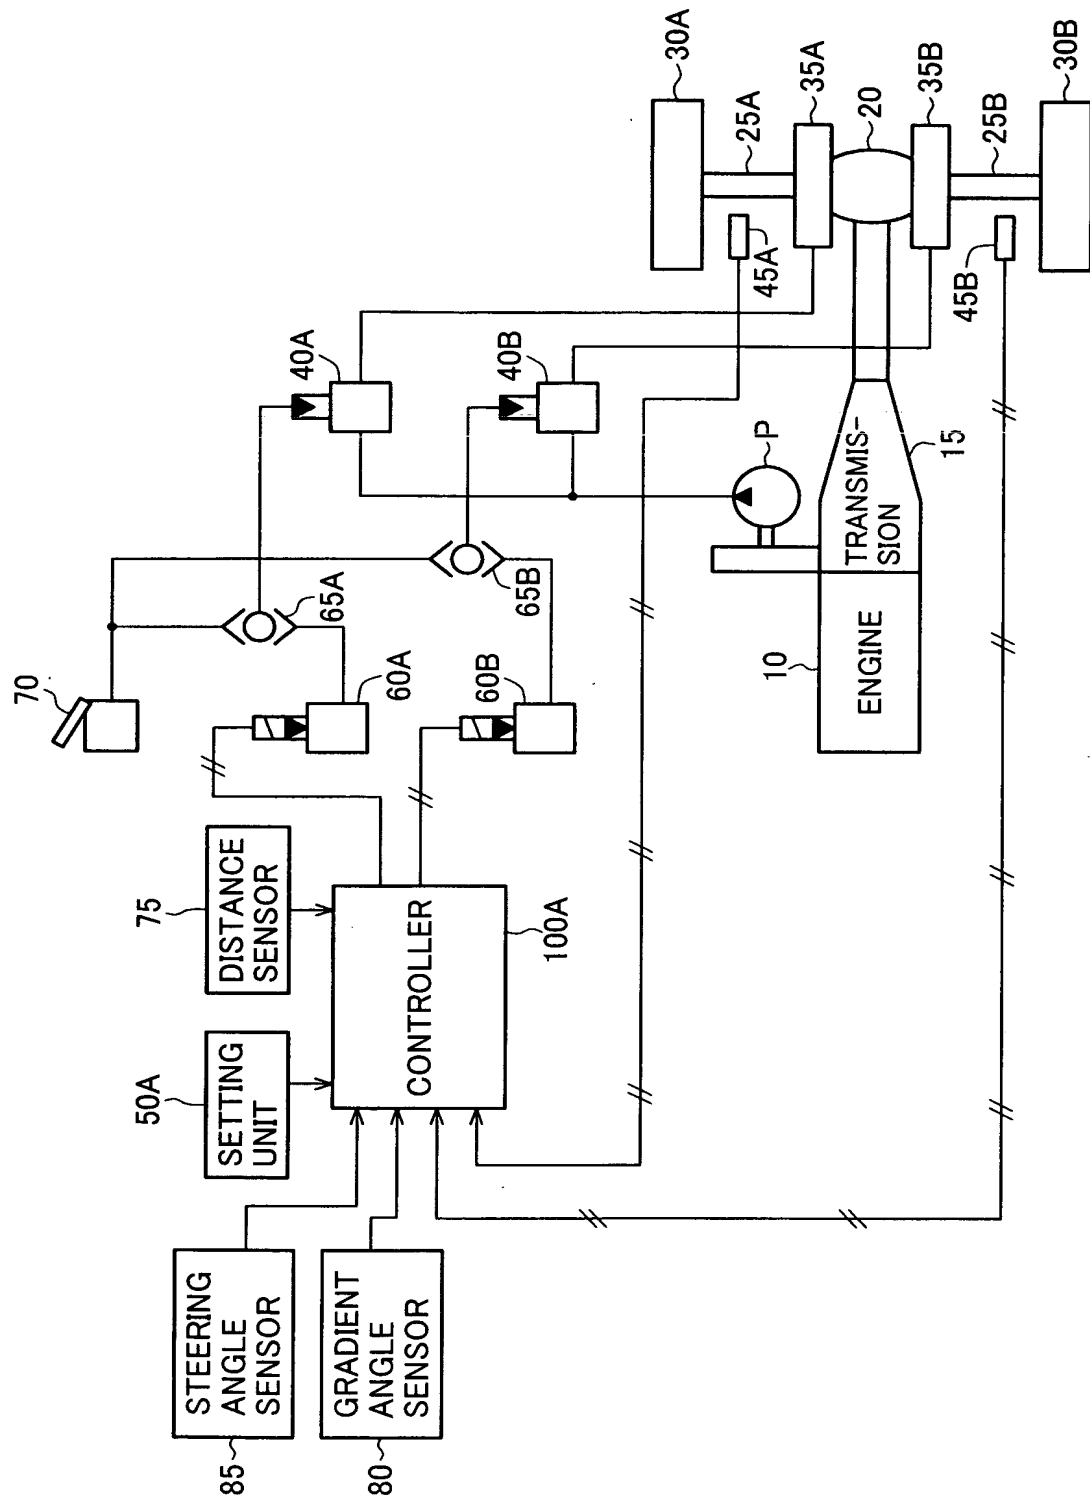 85
STEERING
ANGLE
SENSOR
80
GRADIENT
ANGLE
SENSOR
50A
SETTING
UNIT
75
DISTANCE
SENSOR
CONTROLLER
100A
70
60A
60B
65A
65B
40A
40B
P
10
ENGINE
TRANSMIS-
SION
15
45A
45B
30A
25A
35A
20
35B
25B
30B